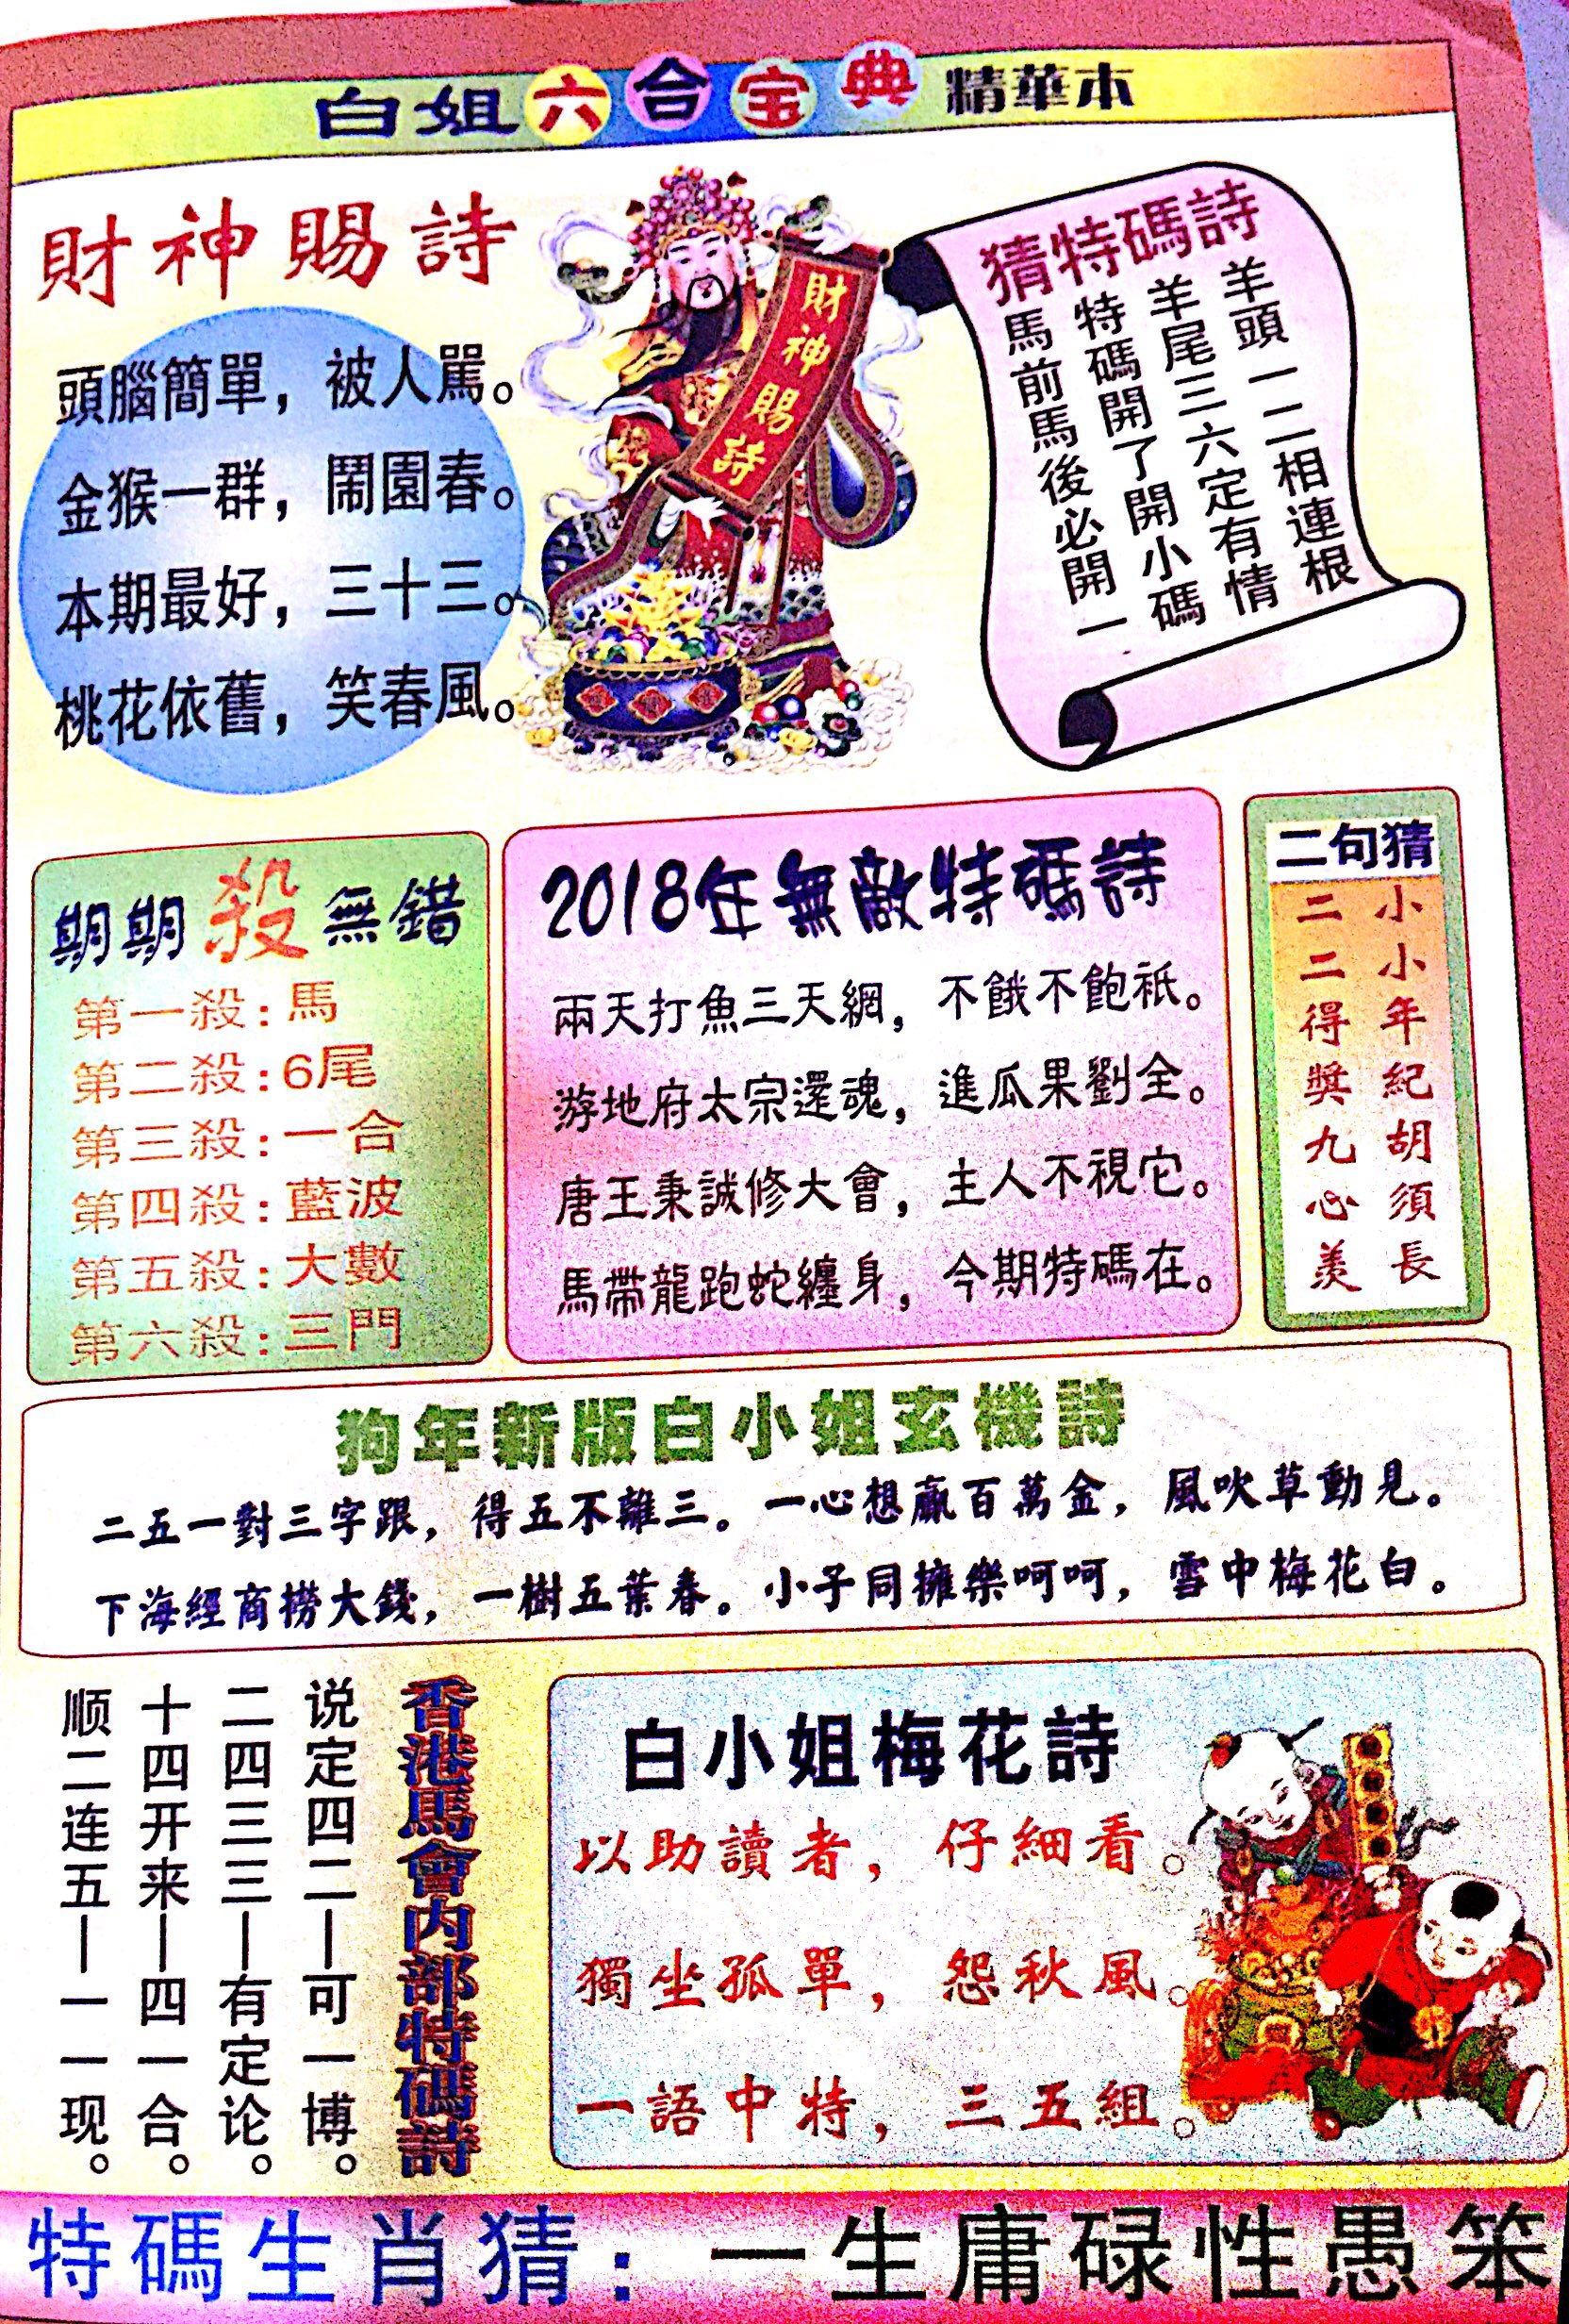 白姐六合宝典 精華本
財神賜詩
頭腦簡單，被人罵。
金猴一群，鬧園春。
本期最好，三十三。
桃花依舊，笑春風。
財神賜詩
猜特碼詩
羊頭一二相連根
羊尾三六定有情
特碼開了開小碼
馬前馬後必開一
期期殺無錯
第一殺：馬
第二殺：6尾
第三殺：一合
第四殺：藍波
第五殺：大數
第六殺：三門
2018年無敵特碼詩
兩天打魚三天網，不餓不飽祇。
游地府太宗還魂，進瓜果劉全。
唐王秉誠修大會，主人不視它。
馬帶龍跑蛇纏身，今期特碼在。
二句猜
小小年紀胡須長
二二得獎九心羨
狗年新版白小姐玄機詩
二五一對三字跟，得五不離三。一心想贏百萬金，風吹草動見。
下海經商撈大錢，一樹五葉春。小子同擁樂呵呵，雪中梅花白。
香港馬會内部特碼詩
说定四二—可一博。
二四三三—有定论。
十四开来—四一合。
顺二连五—一一现。
白小姐梅花詩
以助讀者，仔細看。
獨坐孤單，怨秋風。
一語中特，三五組。
特碼生肖猜：一生庸碌性愚笨